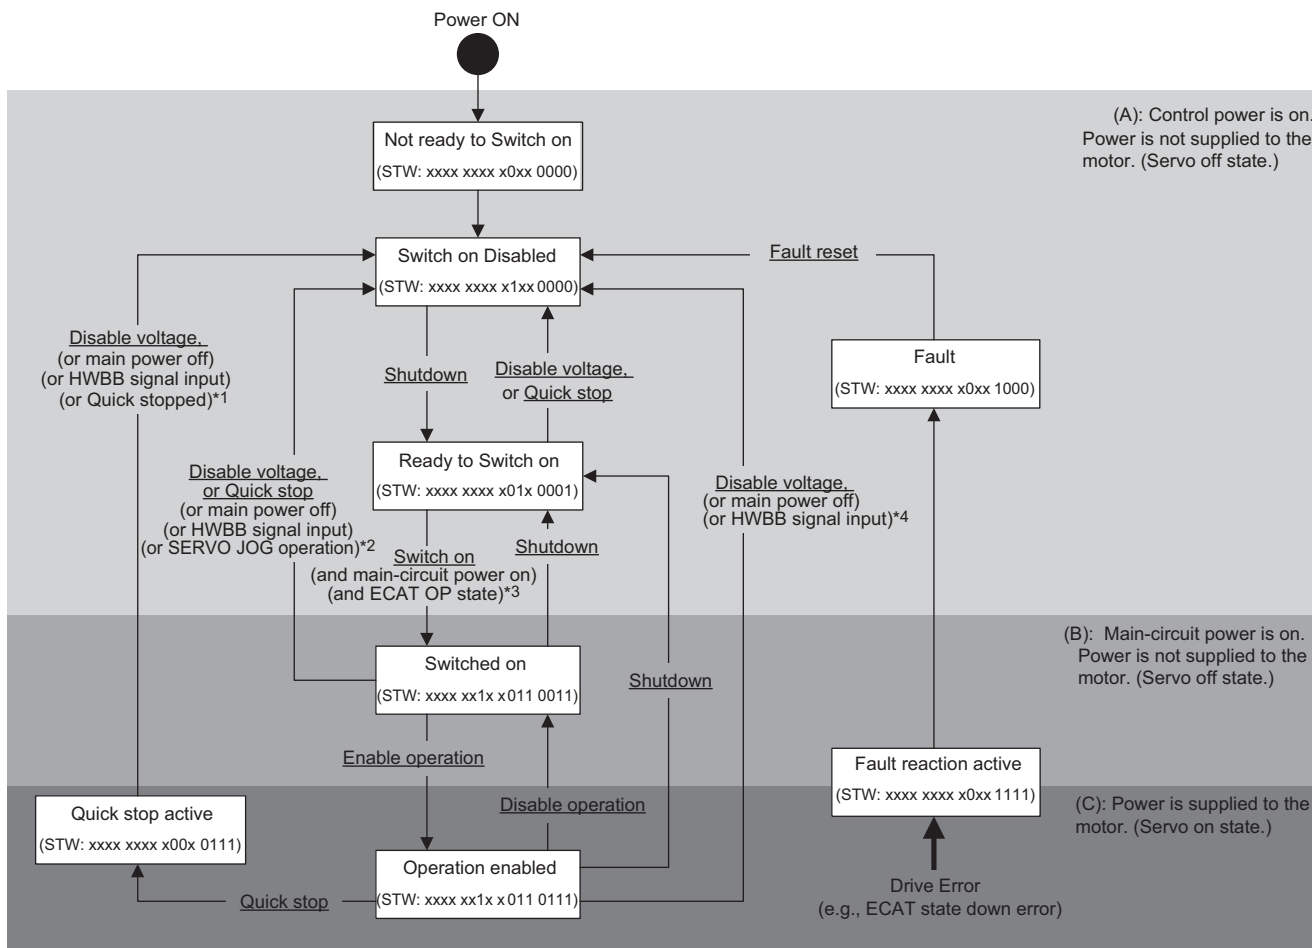 Power ON
(A): Control power is on.
Power is not supplied to the
motor. (Servo off state.)
Not ready to Switch on
(STW: xxxx xxxx x0xx 0000)
Switch on Disabled
(STW: xxxx xxxx x1xx 0000)
Fault reset
Disable voltage,
(or main power off)
(or HWBB signal input)
(or Quick stopped)*1
Shutdown
Disable voltage,
or Quick stop
Fault
(STW: xxxx xxxx x0xx 1000)
Disable voltage,
or Quick stop
(or main power off)
(or HWBB signal input)
(or SERVO JOG operation)*2
Ready to Switch on
(STW: xxxx xxxx x01x 0001)
Disable voltage,
(or main power off)
(or HWBB signal input)*4
Switch on
(and main-circuit power on)
(and ECAT OP state)*3
Shutdown
(B): Main-circuit power is on.
Power is not supplied to the
motor. (Servo off state.)
Switched on
(STW: xxxx xx1x x011 0011)
Shutdown
Enable operation
Disable operation
Fault reaction active
(STW: xxxx xxxx x0xx 1111)
(C): Power is supplied to the
motor. (Servo on state.)
Quick stop active
(STW: xxxx xxxx x00x 0111)
Operation enabled
(STW: xxxx xx1x x011 0111)
Quick stop
Drive Error
(e.g., ECAT state down error)